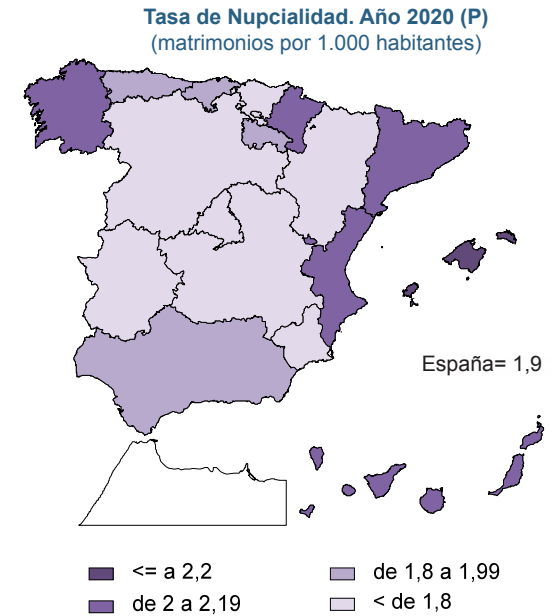 Tasa de Nupcialidad. Año 2020 (P)
(matrimonios por 1.000 habitantes)
España= 1,9
<= a 2,2
de 2 a 2,19
de 1,8 a 1,99
< de 1,8